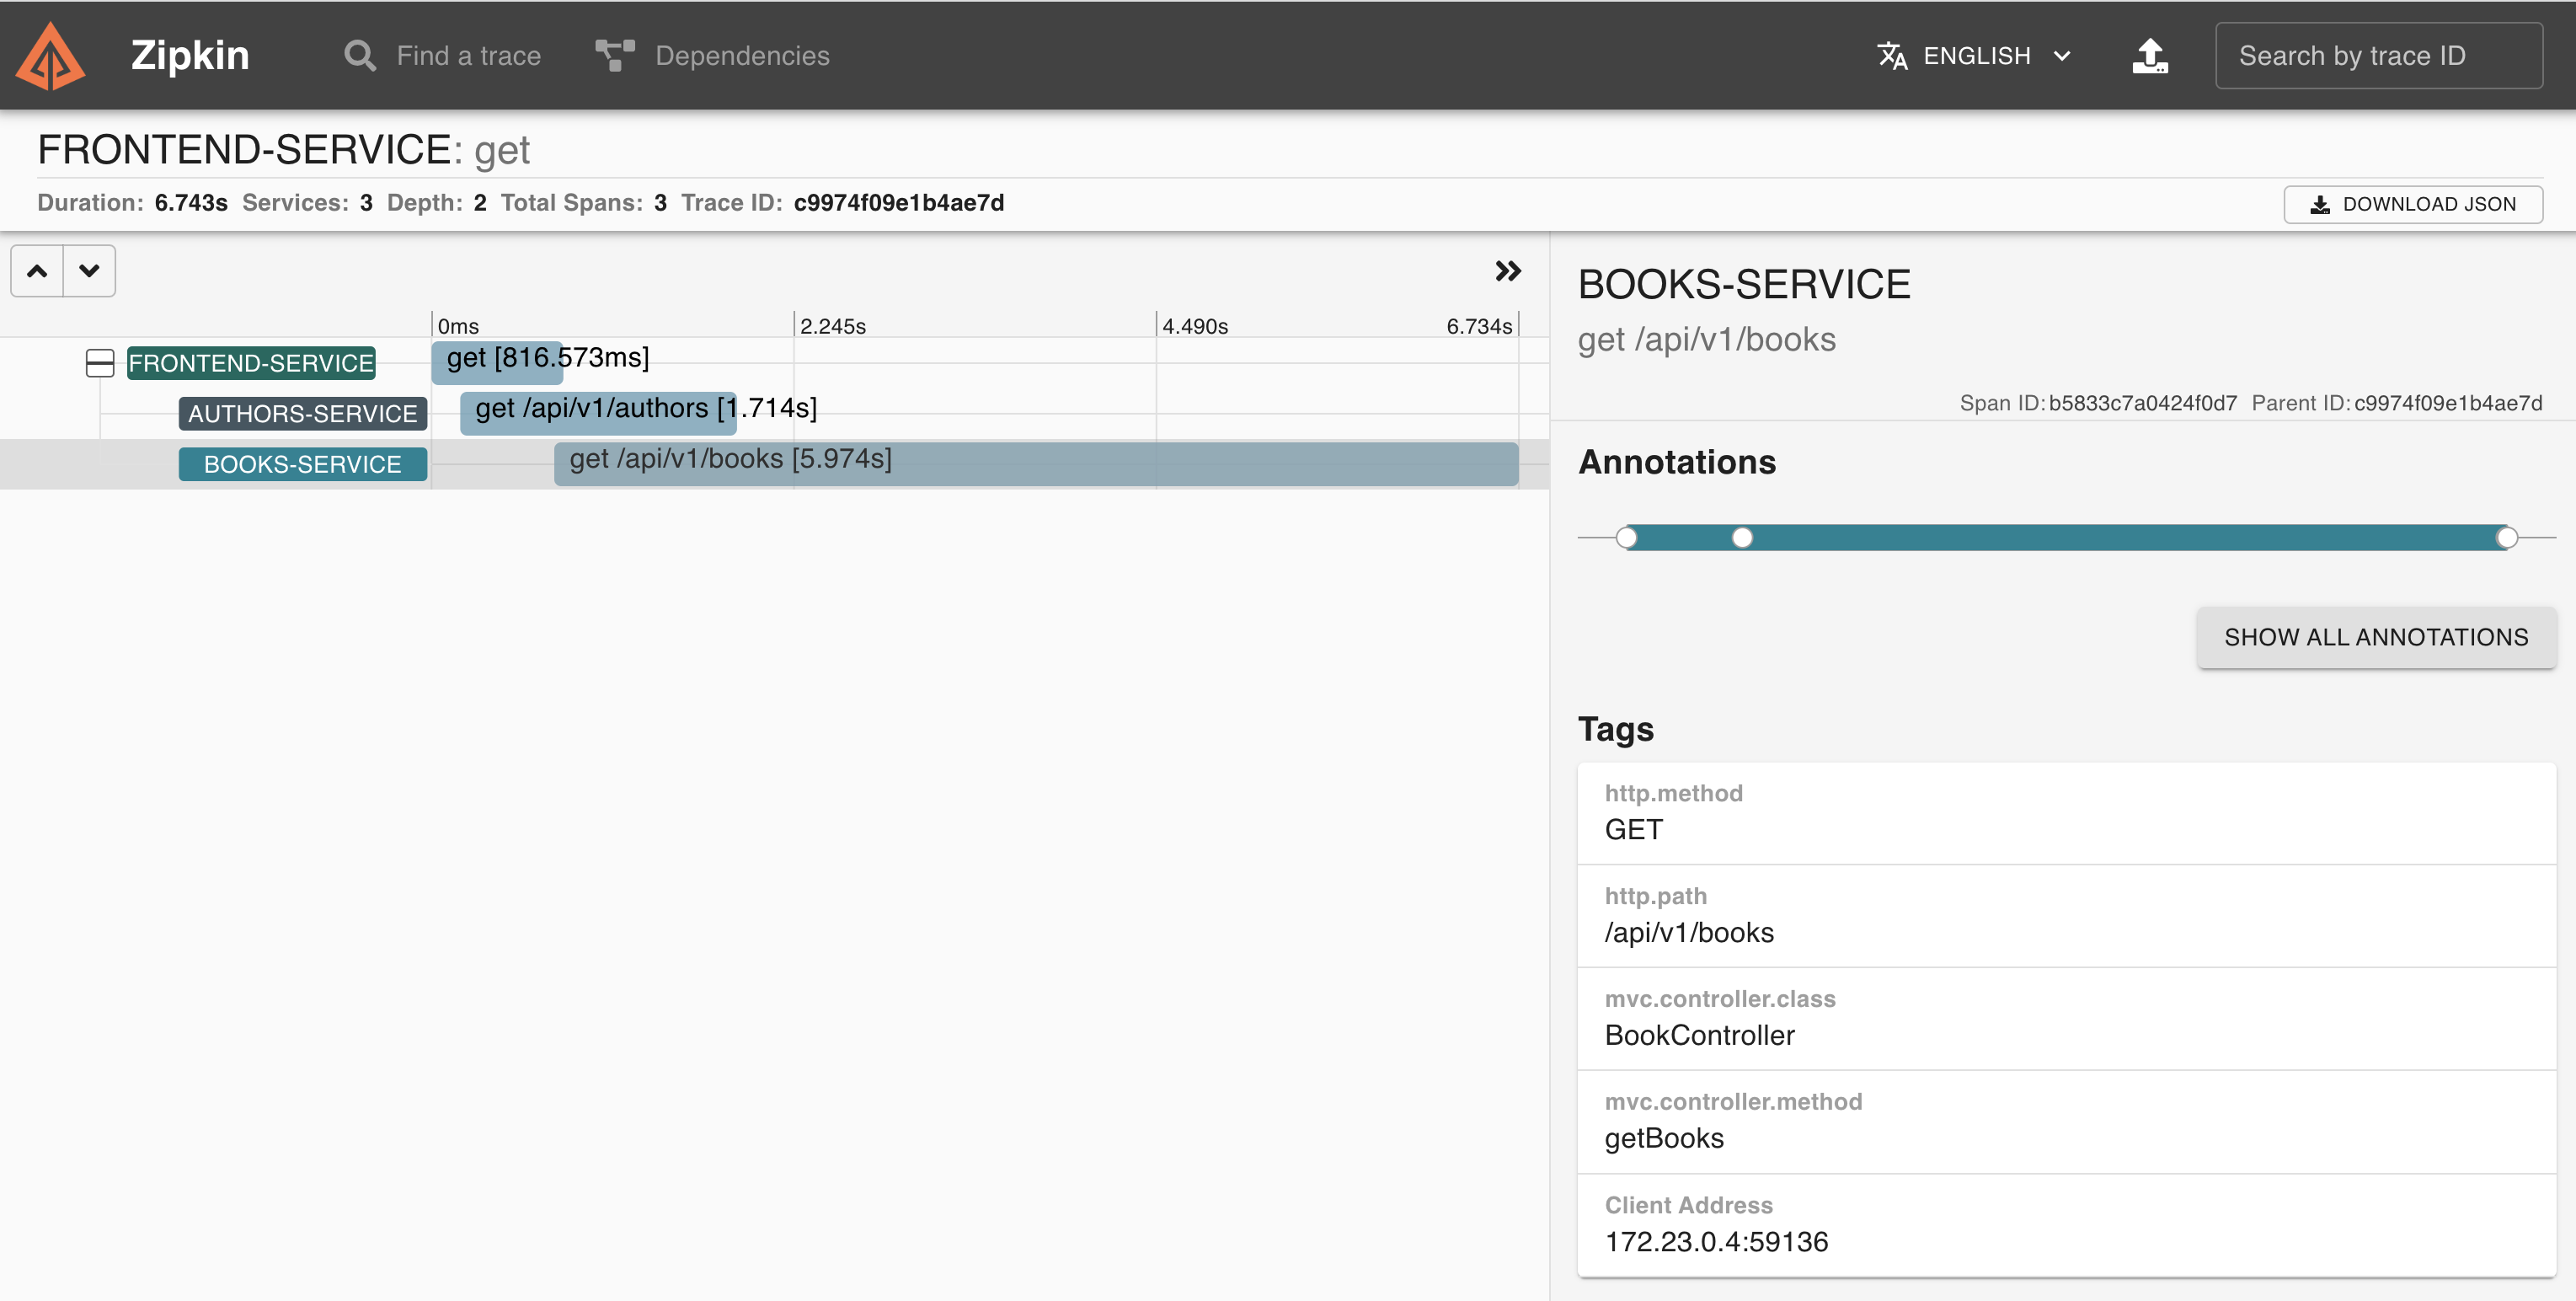 Zipkin
Find a trace
Dependencies
ENGLISH
Search by trace ID
FRONTEND-SERVICE: get
Duration: 6.743s Services: 3 Depth: 2 Total Spans: 3 Trace ID: c9974f09e1b4ae7d
DOWNLOAD JSON
0ms
2.245s
4.490s
6.734s
FRONTEND-SERVICE
get [816.573ms]
AUTHORS-SERVICE
get /api/v1/authors [1.714s]
BOOKS-SERVICE
get /api/v1/books [5.974s]
BOOKS-SERVICE
get /api/v1/books
Span ID: b5833c7a0424f0d7 Parent ID: c9974f09e1b4ae7d
Annotations
SHOW ALL ANNOTATIONS
Tags
http.method
GET
http.path
/api/v1/books
mvc.controller.class
BookController
mvc.controller.method
getBooks
Client Address
172.23.0.4:59136